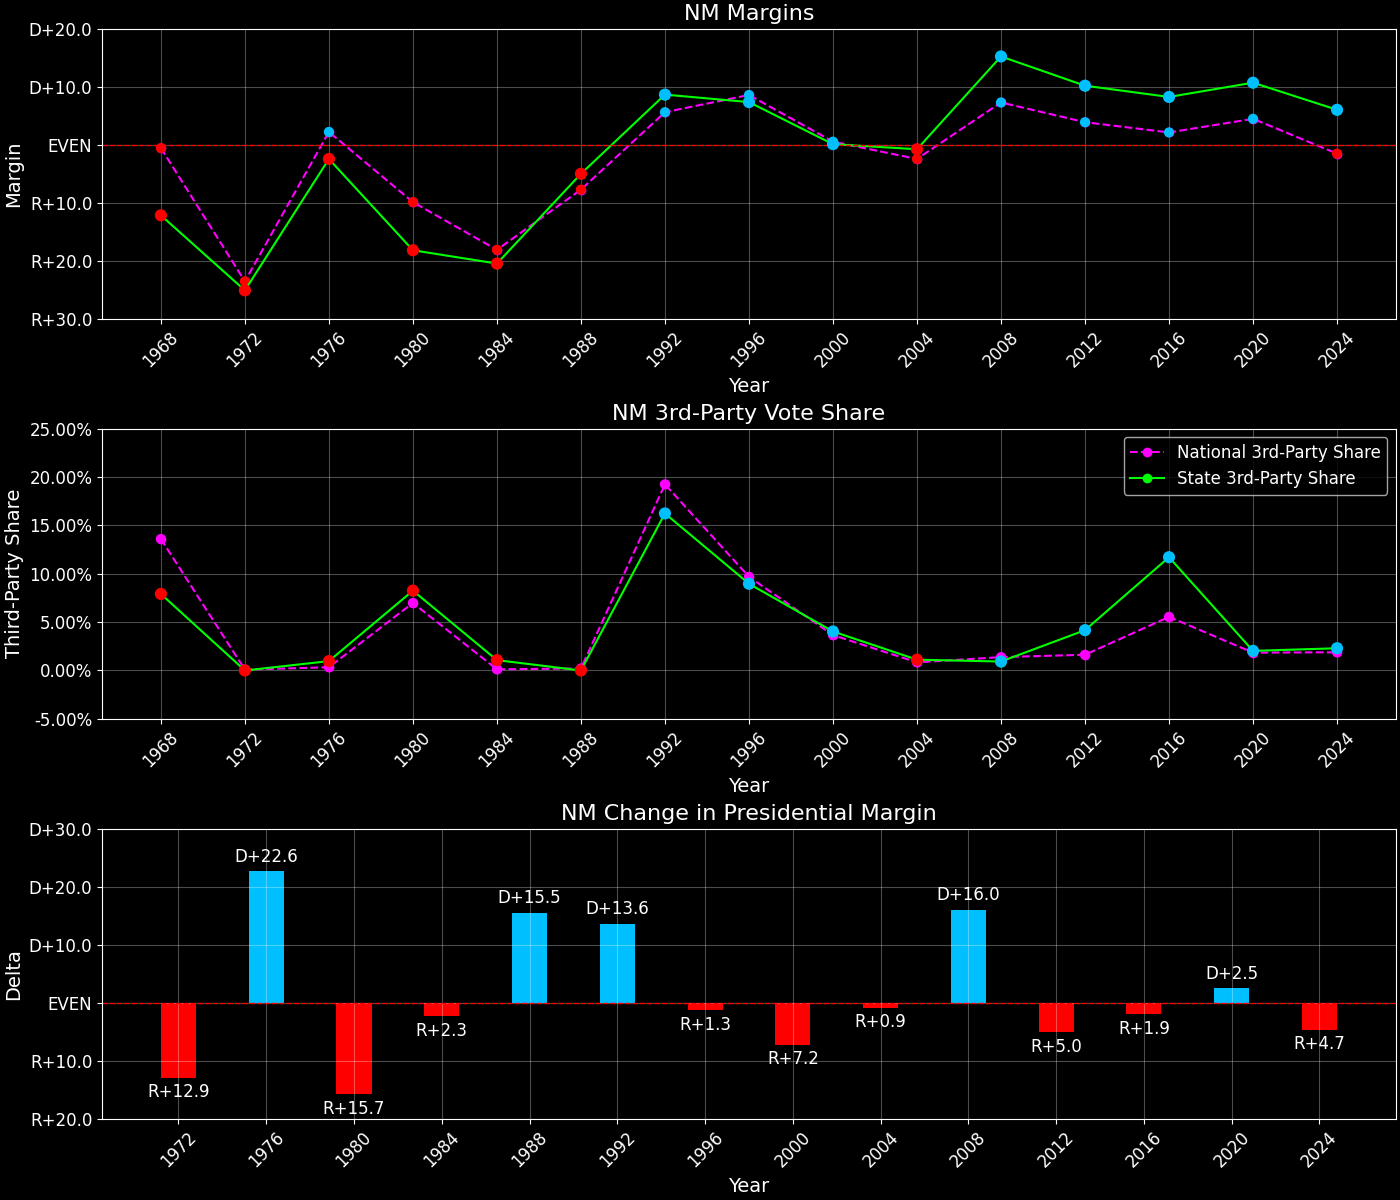 NM Margins
D+20.0
D+10.0
EVEN
R+10.0
R+20.0
R+30.0
Margin
1968 1972 1976 1980 1984 1988 1992 1996 2000 2004 2008 2012 2016 2020 2024
Year
NM 3rd-Party Vote Share
25.00%
20.00%
15.00%
10.00%
5.00%
0.00%
-5.00%
Third-Party Share
National 3rd-Party Share
State 3rd-Party Share
1968 1972 1976 1980 1984 1988 1992 1996 2000 2004 2008 2012 2016 2020 2024
Year
NM Change in Presidential Margin
D+30.0
D+20.0
D+10.0
EVEN
R+10.0
R+20.0
Delta
R+12.9
D+22.6
R+15.7
R+2.3
D+15.5
D+13.6
R+1.3
R+7.2
R+0.9
D+16.0
R+5.0
R+1.9
D+2.5
R+4.7
1972 1976 1980 1984 1988 1992 1996 2000 2004 2008 2012 2016 2020 2024
Year